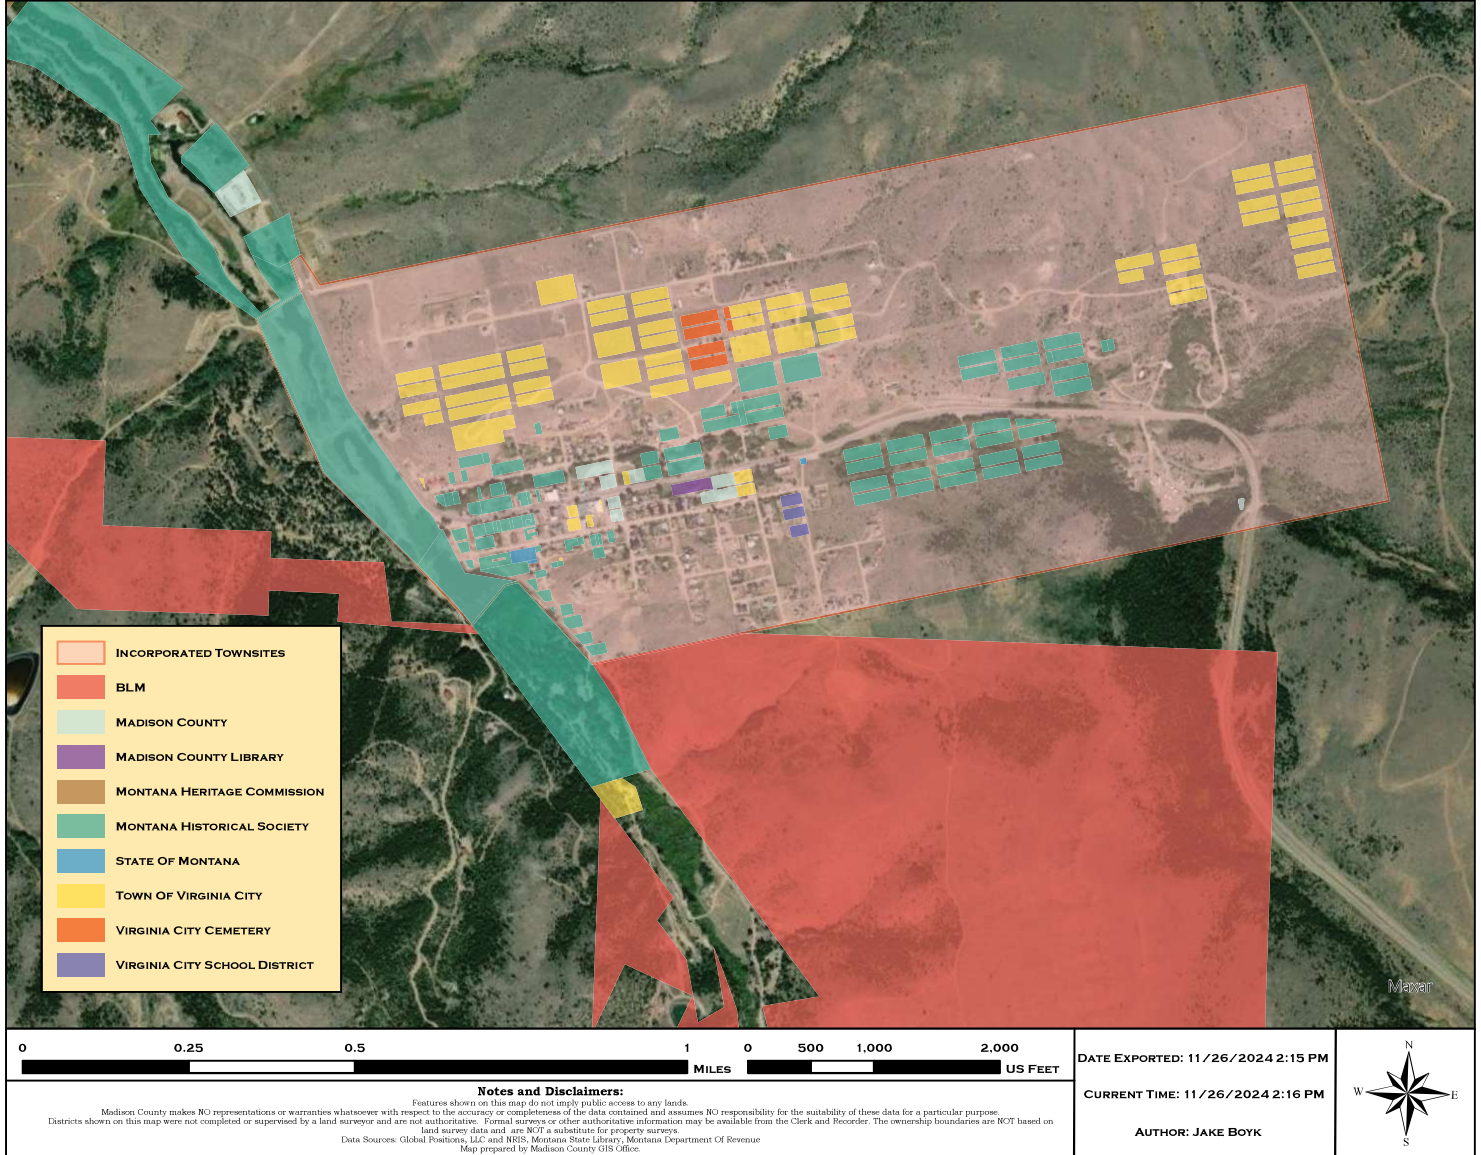 INCORPORATED TOWNSITES
BLM
MADISON COUNTY
MADISON COUNTY LIBRARY
MONTANA HERITAGE COMMISSION
MONTANA HISTORICAL SOCIETY
STATE OF MONTANA
TOWN OF VIRGINIA CITY
VIRGINIA CITY CEMETERY
VIRGINIA CITY SCHOOL DISTRICT
Maxar
0 0.25 0.5 1
MILES
0 500 1,000 2,000
US FEET
Notes and Disclaimers:
Features shown on this map do not imply public access to any lands.
Madison County makes NO representations or warranties whatsoever with respect to the accuracy or completeness of the data contained and assumes NO responsibility for the suitability of these data for a particular purpose.
Districts shown on this map were not completed or supervised by a land surveyor and are not authoritative. Formal surveys or other authoritative information may be available from the Clerk and Recorder. The ownership boundaries are NOT based on
land survey data and are NOT a substitute for property surveys.
Data Sources: Global Positions, LLC and NRIS, Montana State Library, Montana Department Of Revenue
Map prepared by Madison County GIS Office.
DATE EXPORTED: 11/26/2024 2:15 PM
CURRENT TIME: 11/26/2024 2:16 PM
AUTHOR: JAKE BOYK
N
W E
S